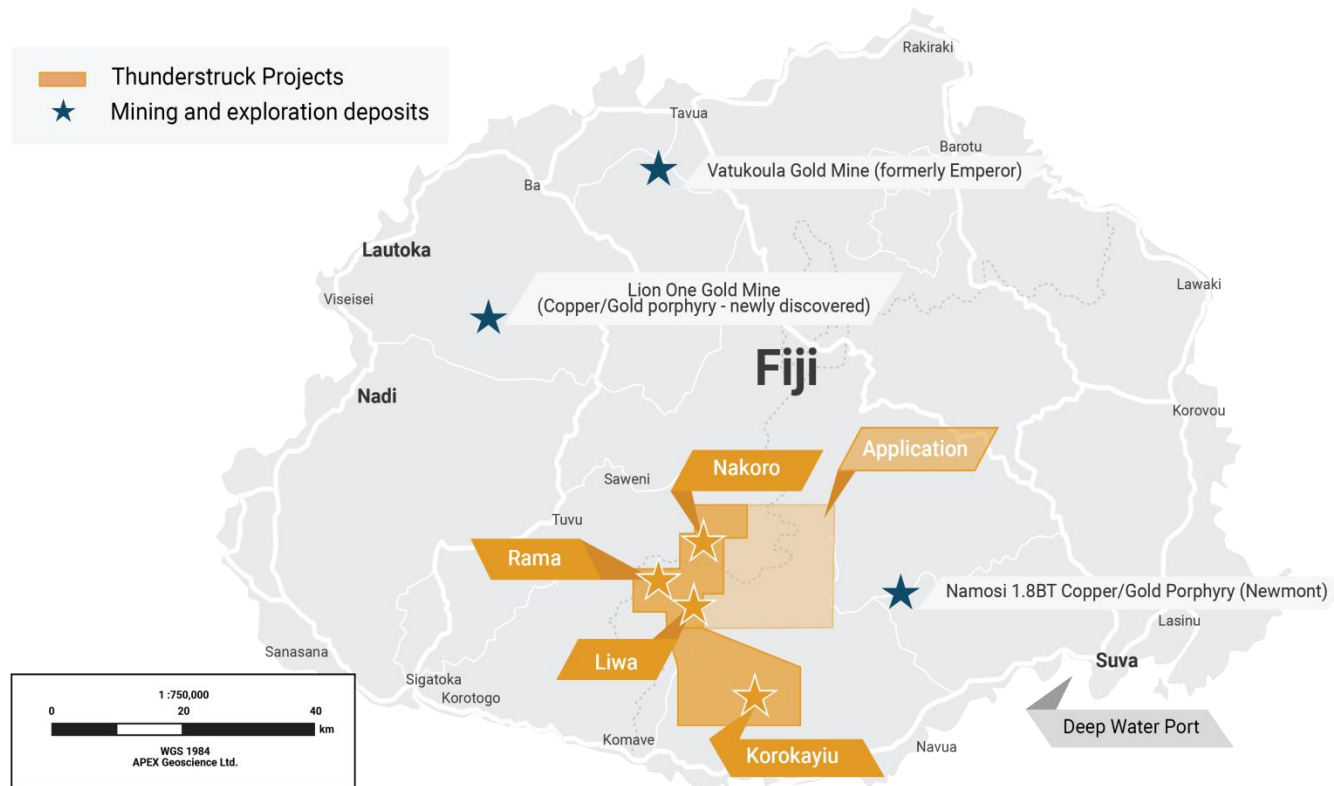 Thunderstruck Projects
Mining and exploration deposits
Rakiraki
Tavua
Barotu
Vatukoula Gold Mine (formerly Emperor)
Ba
Lautoka
Viseisei
Lion One Gold Mine
(Copper/Gold porphyry - newly discovered)
Lawaki
Fiji
Nadi
Korovou
Application
Nakoro
Saweni
Tuvu
Rama
Namosi 1.8BT Copper/Gold Porphyry (Newmont)
Lasinu
Liwa
Suva
Sanasana
Sigatoka
Korotogo
Deep Water Port
Komave
Navua
Korokayiu
1 :750,000
0 20 40
km
WGS 1984
APEX Geoscience Ltd.